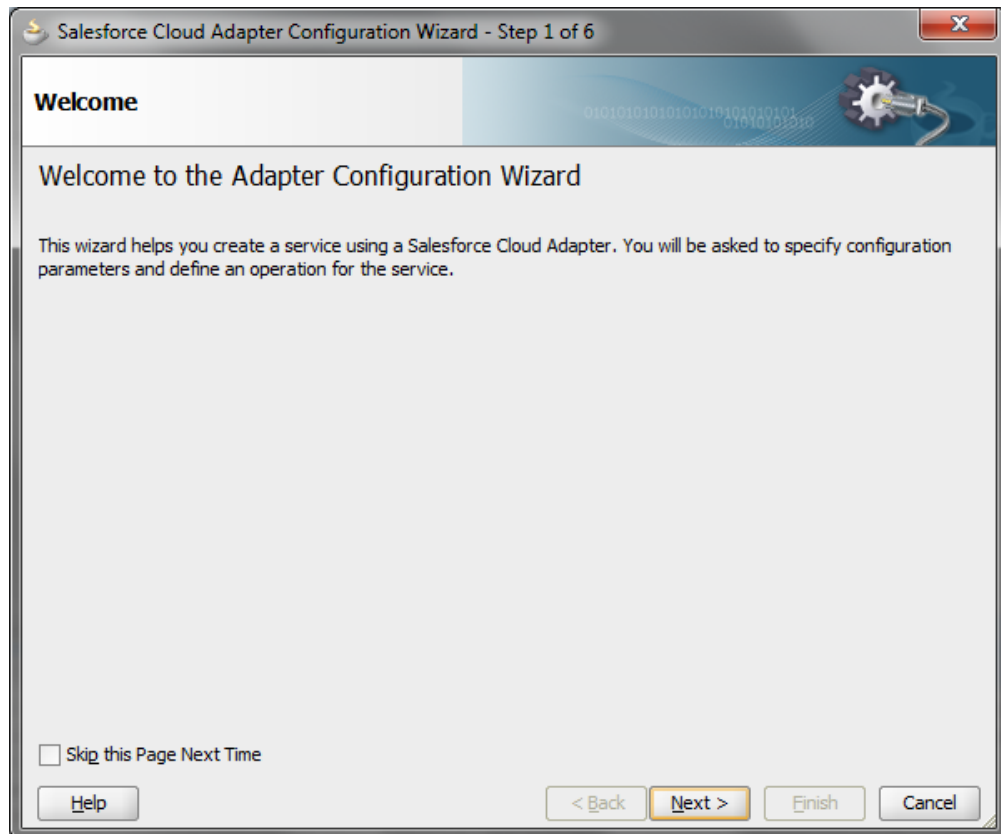 Salesforce Cloud Adapter Configuration Wizard - Step 1 of 6
Welcome
Welcome to the Adapter Configuration Wizard
This wizard helps you create a service using a Salesforce Cloud Adapter. You will be asked to specify configuration
parameters and define an operation for the service.
Skip this Page Next Time
Help
< Back
Next >
Finish
Cancel